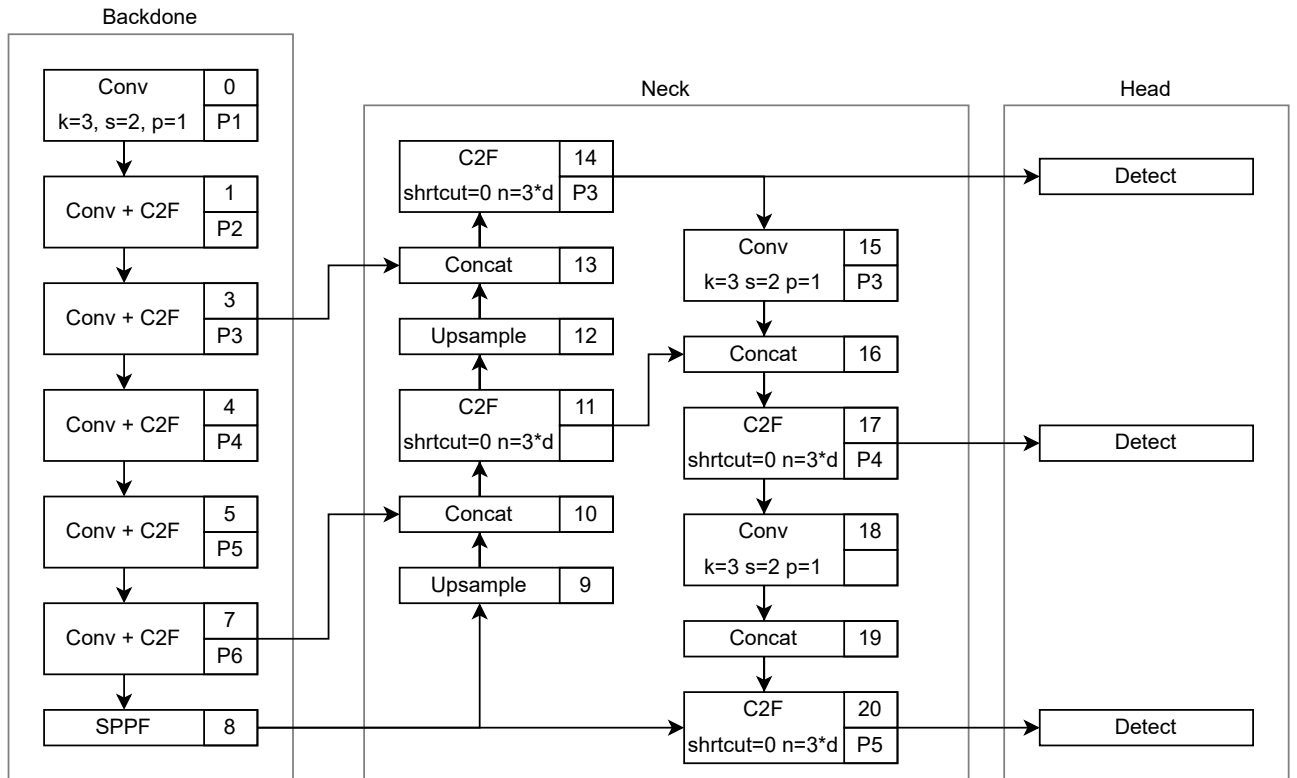 Backdone
Conv
k=3, s=2, p=1
0
P1
Conv + C2F
1
P2
Conv + C2F
3
P3
Conv + C2F
4
P4
Conv + C2F
5
P5
Conv + C2F
7
P6
SPPF
8
Neck
C2F
shrtcut=0 n=3*d
14
P3
Concat
13
Upsample
12
C2F
shrtcut=0 n=3*d
11
Concat
10
Upsample
9
Conv
k=3 s=2 p=1
15
P3
Concat
16
C2F
shrtcut=0 n=3*d
17
P4
Conv
k=3 s=2 p=1
18
Concat
19
C2F
shrtcut=0 n=3*d
20
P5
Head
Detect
Detect
Detect